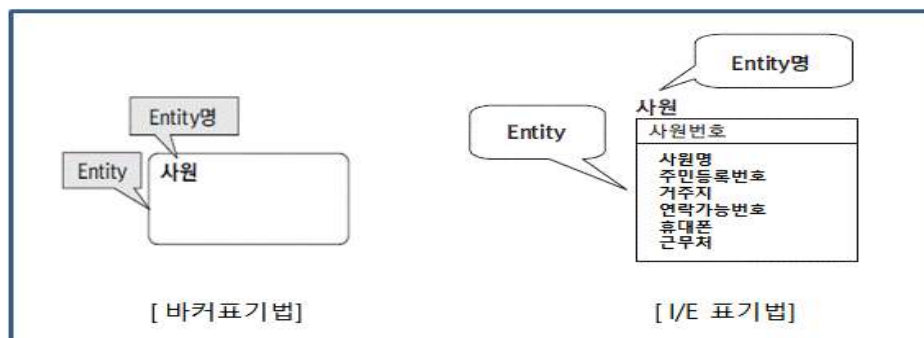 Entity명
Entity
사원
[ 바커표기법]
Entity명
Entity
사원
사원번호
사원명
주민등록번호
거주지
연락가능번호
휴대폰
근무처
[ I/E 표기법]